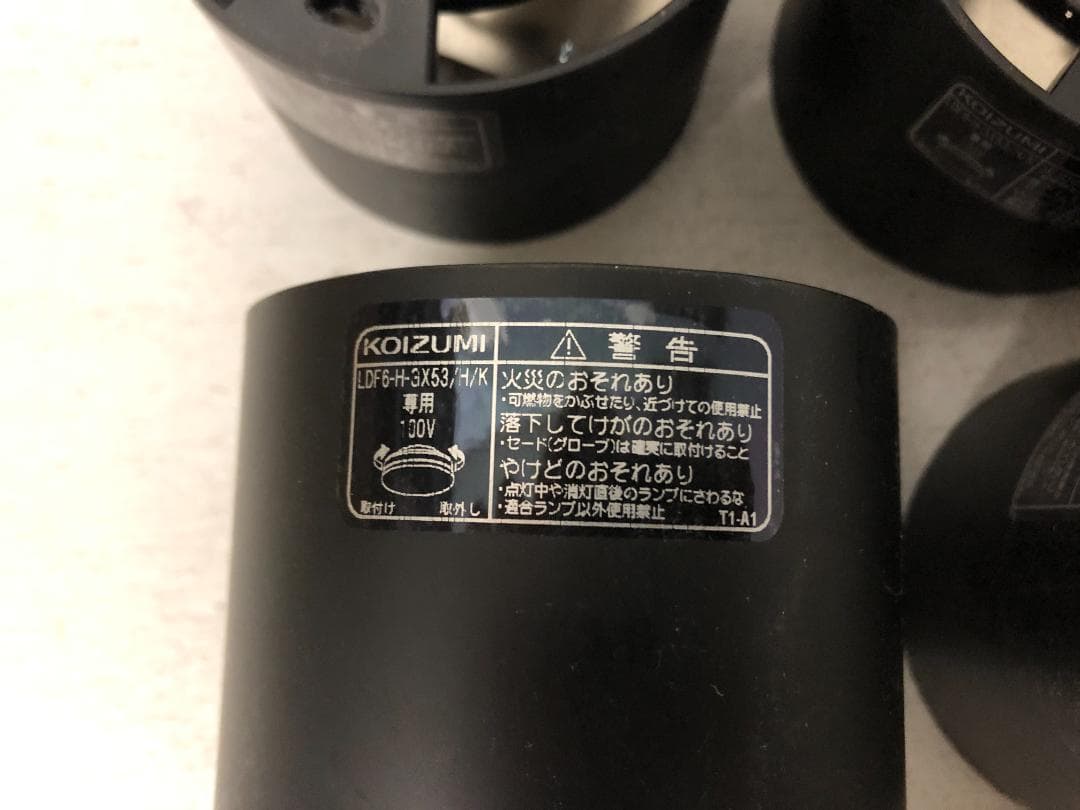 KOIZUMI
LDF6-H-GX53/H/K
専用
100V
取付け 取外し
警告
火災のおそれあり
・可燃物をかぶせたり、近づけての使用禁止
落下してけがのおそれあり
・セード(グローブ)は確実に取付けること
やけどのおそれあり
・点灯中や消灯直後のランプにさわるな
・適合ランプ以外使用禁止
T1-A1
KOIZUMI